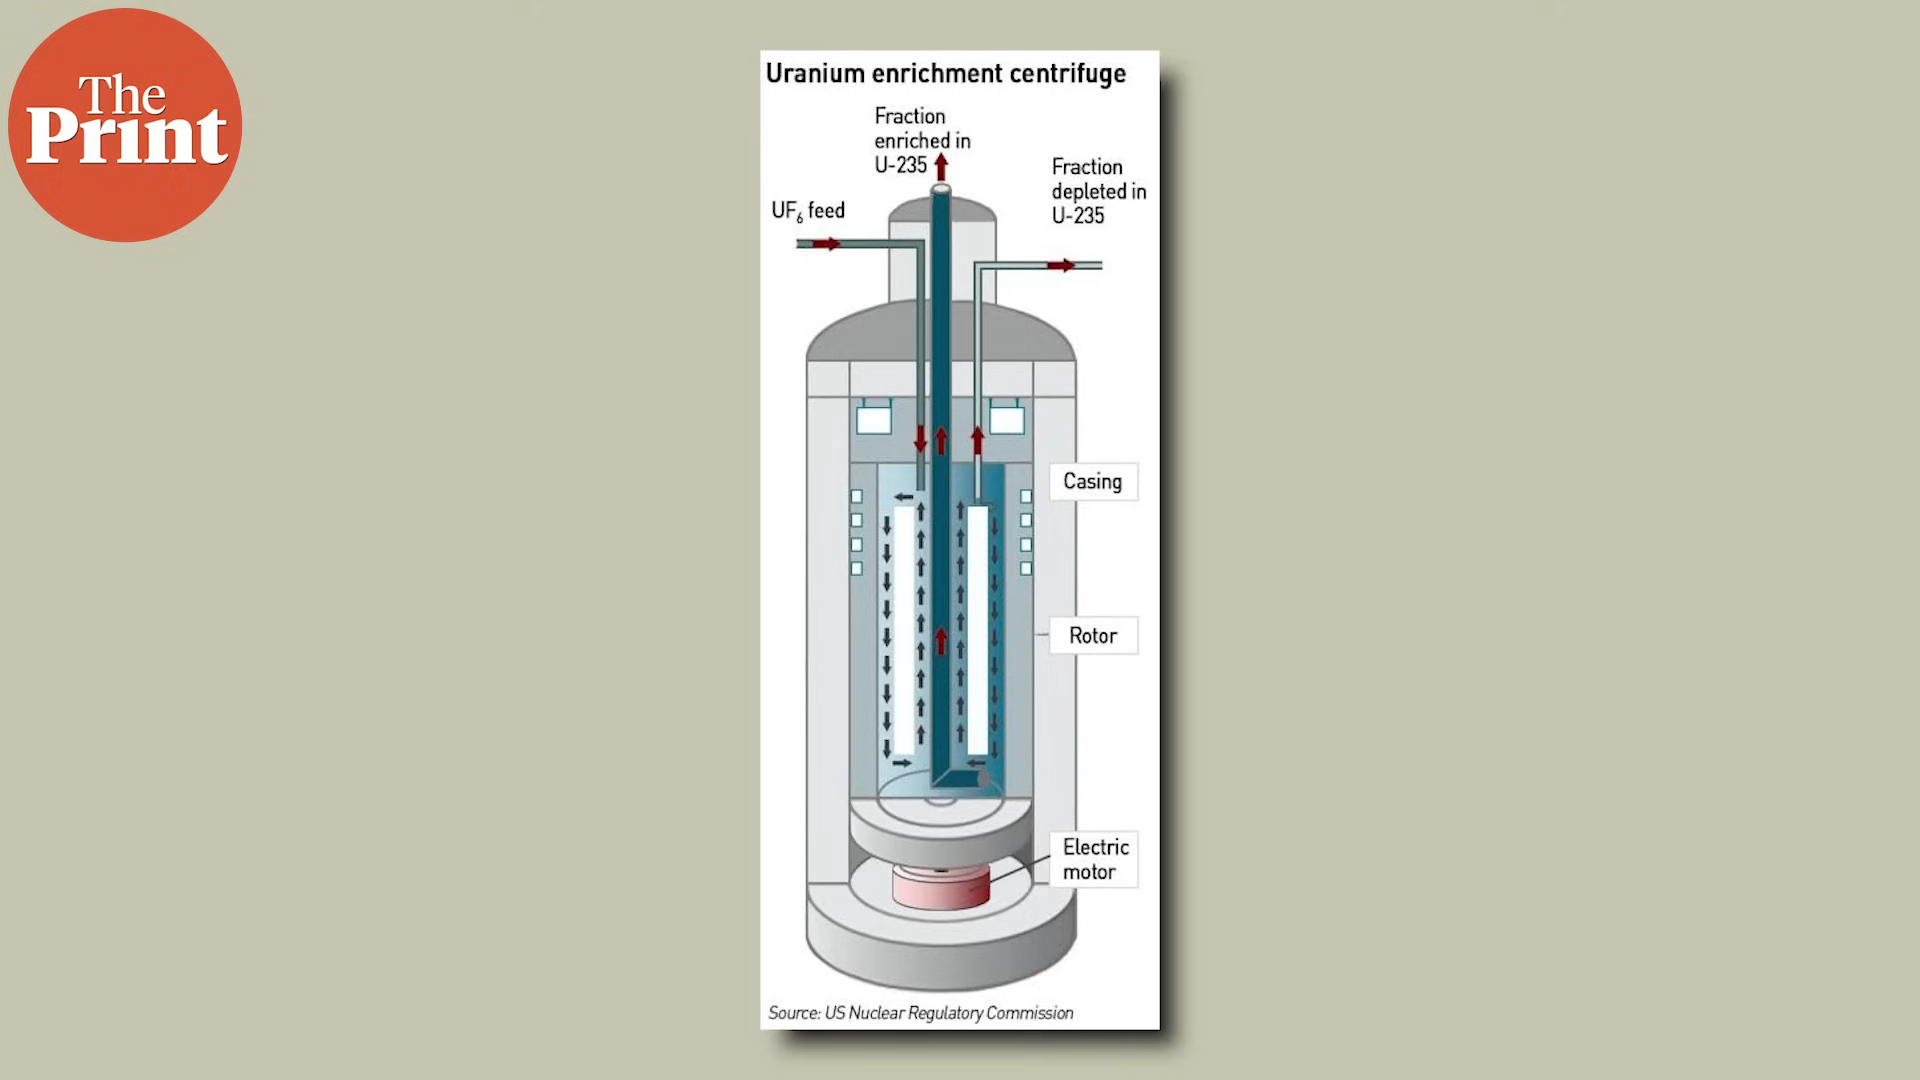 The
Print
Uranium enrichment centrifuge
Fraction
enriched in
U-235
Fraction
depleted in
U-235
UF₆ feed
Casing
Rotor
Electric
motor
Source: US Nuclear Regulatory Commission